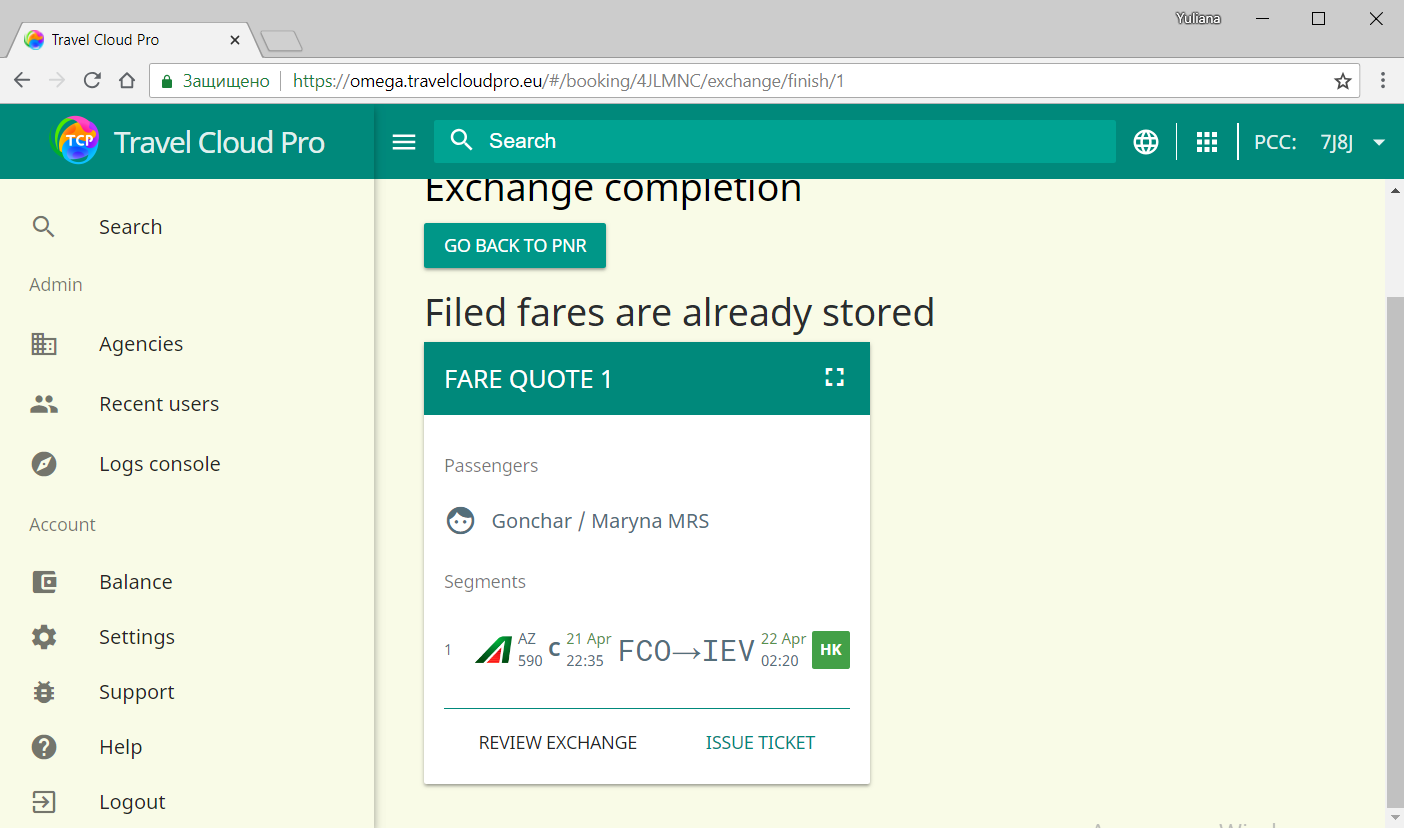 Yuliana
Travel Cloud Pro
Защищено
https://omega.travelcloudpro.eu/#/booking/4JLMNC/exchange/finish/1
TCP Travel Cloud Pro
Search
PCC: 7J8J
Search
Admin
Agencies
Recent users
Logs console
Account
Balance
Settings
Support
Help
Logout
Exchange completion
GO BACK TO PNR
Filed fares are already stored
FARE QUOTE 1
Passengers
Gonchar / Maryna MRS
Segments
1 AZ 590 C 21 Apr 22:35 FCO→IEV 22 Apr 02:20 HK
REVIEW EXCHANGE ISSUE TICKET